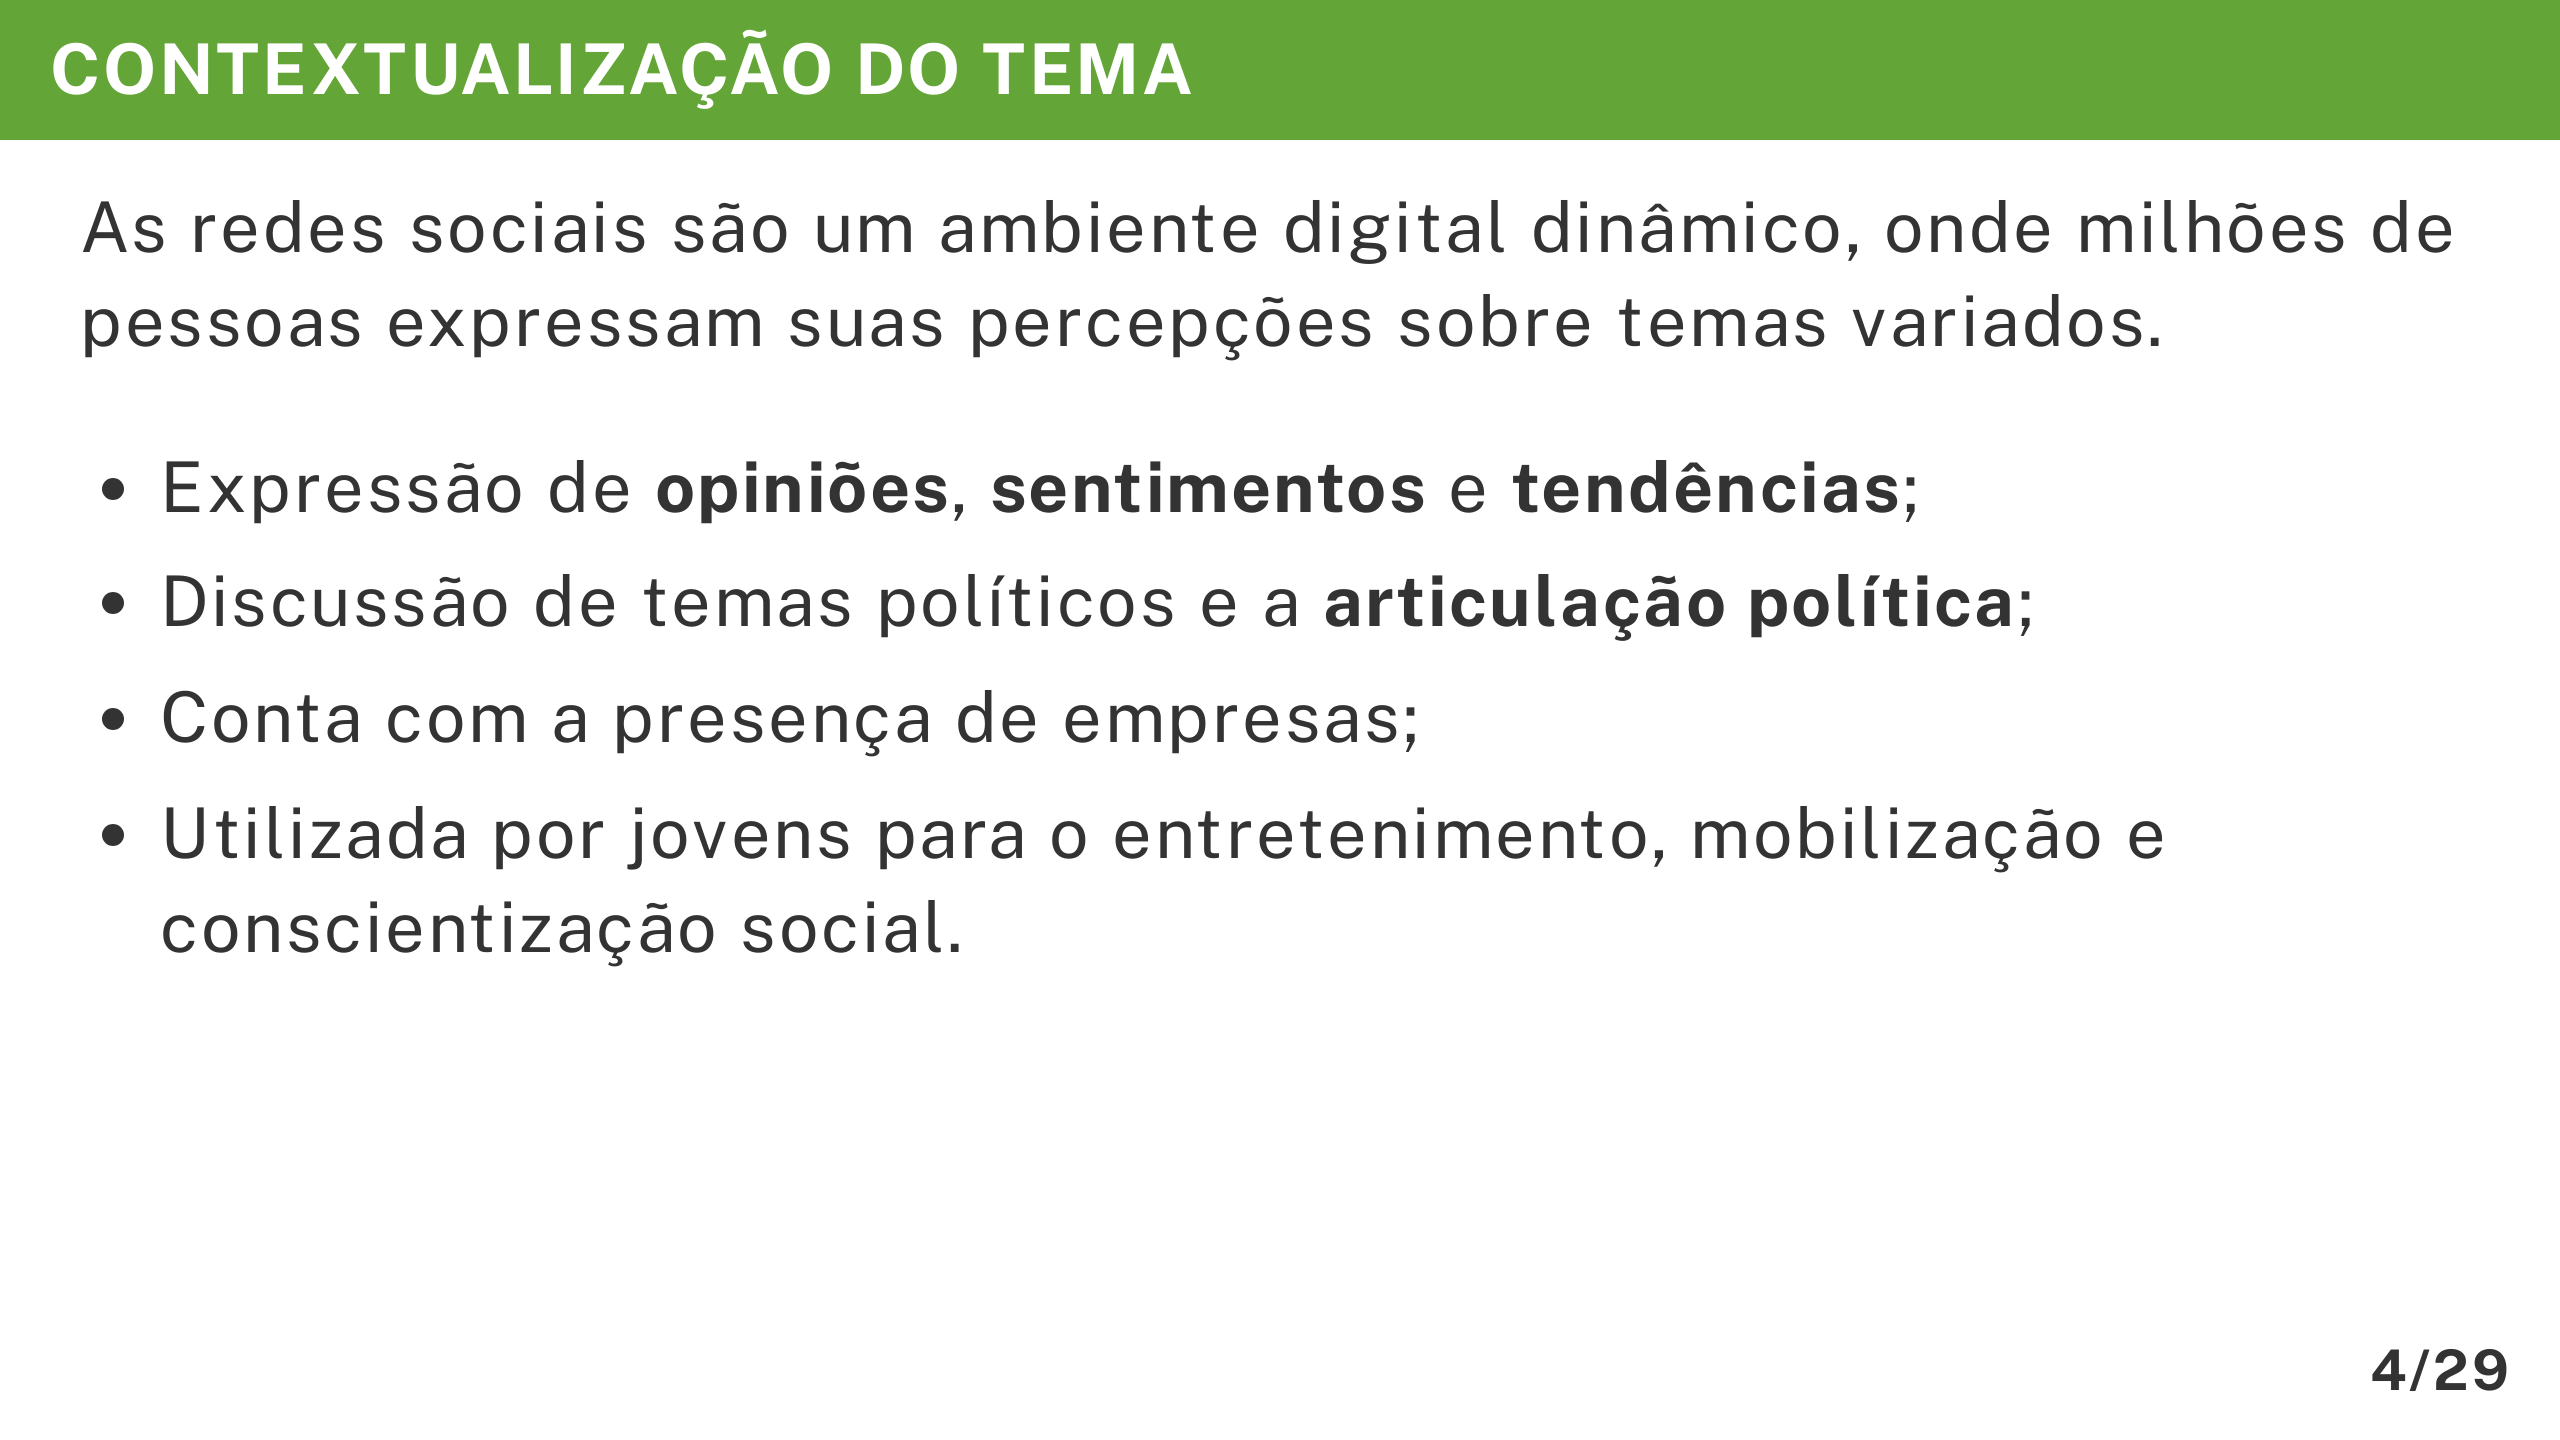 CONTEXTUALIZAÇÃO DO TEMA
As redes sociais são um ambiente digital dinâmico, onde milhões de
pessoas expressam suas percepções sobre temas variados.
• Expressão de opiniões, sentimentos e tendências;
• Discussão de temas políticos e a articulação política;
• Conta com a presença de empresas;
• Utilizada por jovens para o entretenimento, mobilização e
conscientização social.
4/29